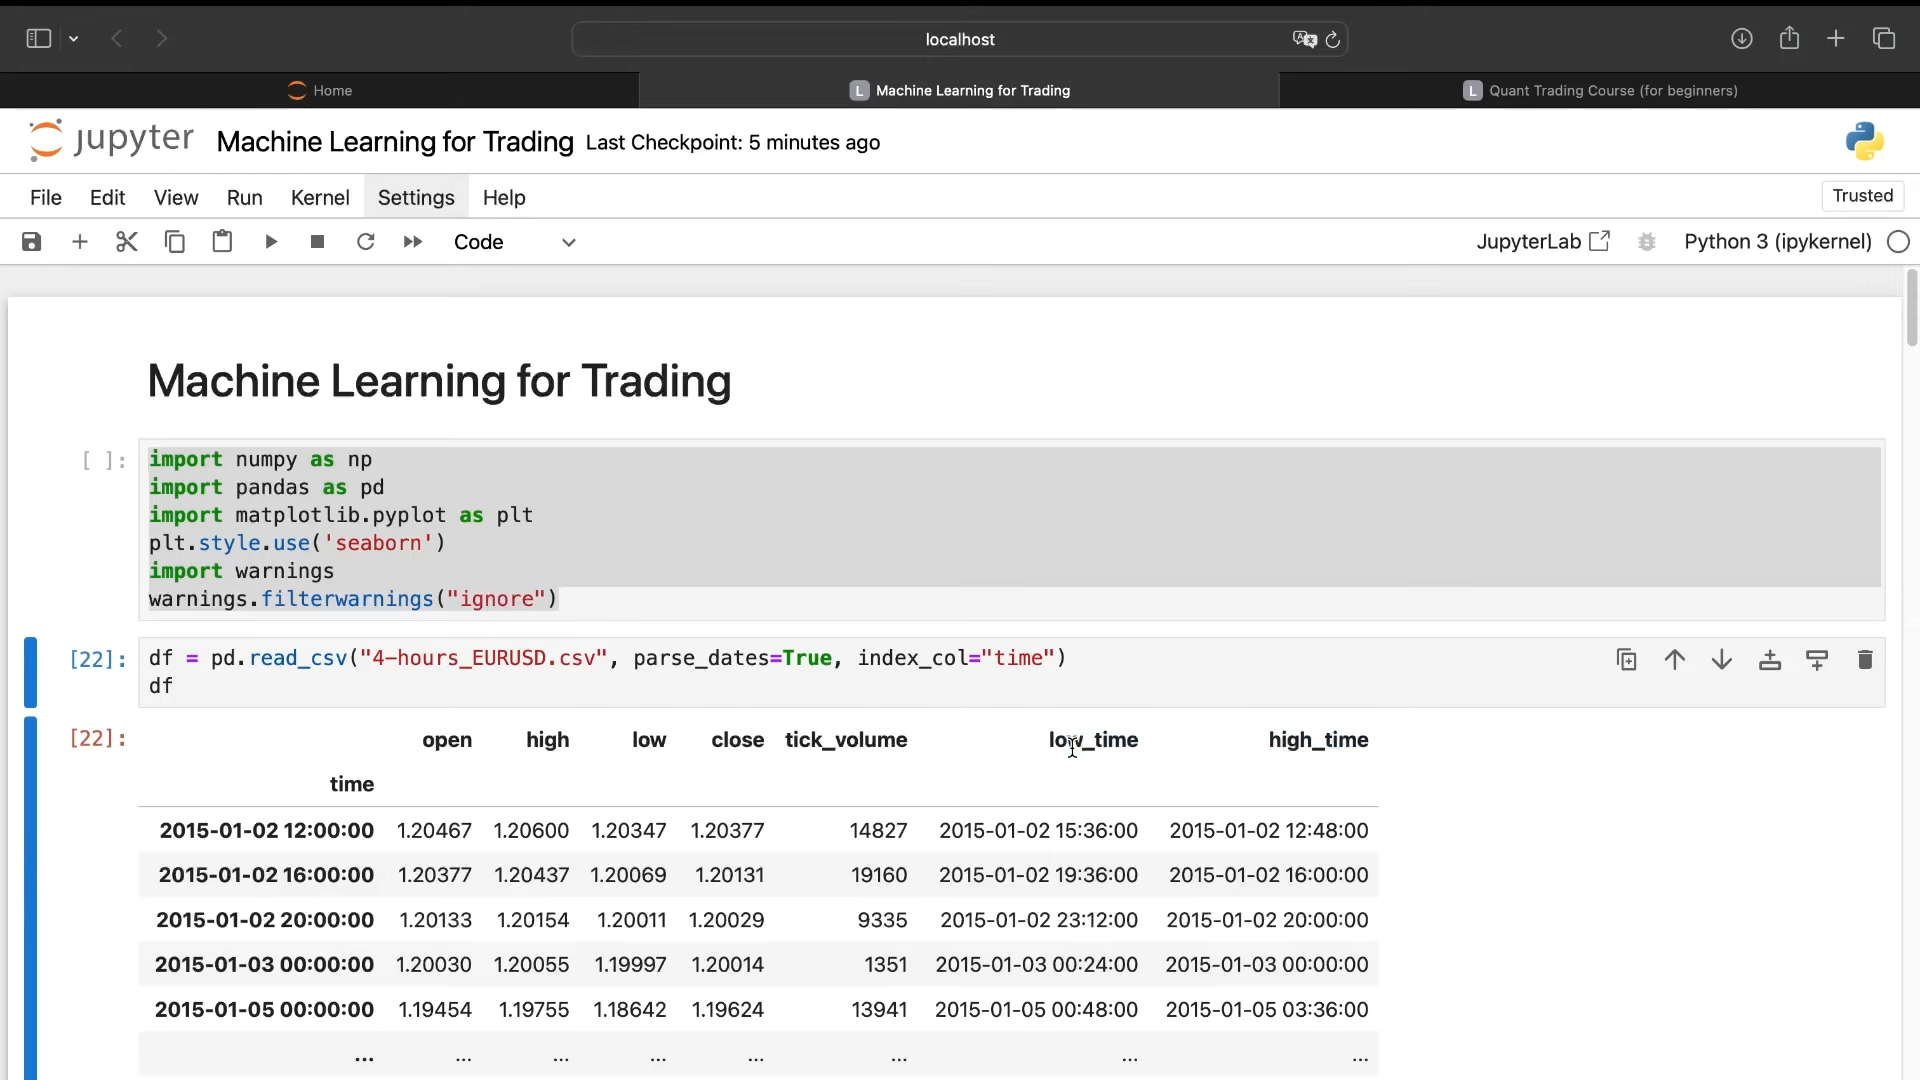 localhost
Home
L Machine Learning for Trading
L Quant Trading Course (for beginners)
jupyter Machine Learning for Trading Last Checkpoint: 5 minutes ago
File Edit View Run Kernel Settings Help Trusted
Code JupyterLab Python 3 (ipykernel)
Machine Learning for Trading
[ ]: import numpy as np
import pandas as pd
import matplotlib.pyplot as plt
plt.style.use('seaborn')
import warnings
warnings.filterwarnings("ignore")
[22]: df = pd.read_csv("4-hours_EURUSD.csv", parse_dates=True, index_col="time")
df
[22]: open high low close tick_volume low_time high_time
time
2015-01-02 12:00:00 1.20467 1.20600 1.20347 1.20377 14827 2015-01-02 15:36:00 2015-01-02 12:48:00
2015-01-02 16:00:00 1.20377 1.20437 1.20069 1.20131 19160 2015-01-02 19:36:00 2015-01-02 16:00:00
2015-01-02 20:00:00 1.20133 1.20154 1.20011 1.20029 9335 2015-01-02 23:12:00 2015-01-02 20:00:00
2015-01-03 00:00:00 1.20030 1.20055 1.19997 1.20014 1351 2015-01-03 00:24:00 2015-01-03 00:00:00
2015-01-05 00:00:00 1.19454 1.19755 1.18642 1.19624 13941 2015-01-05 00:48:00 2015-01-05 03:36:00
... ... ... ... ... ... ... ...